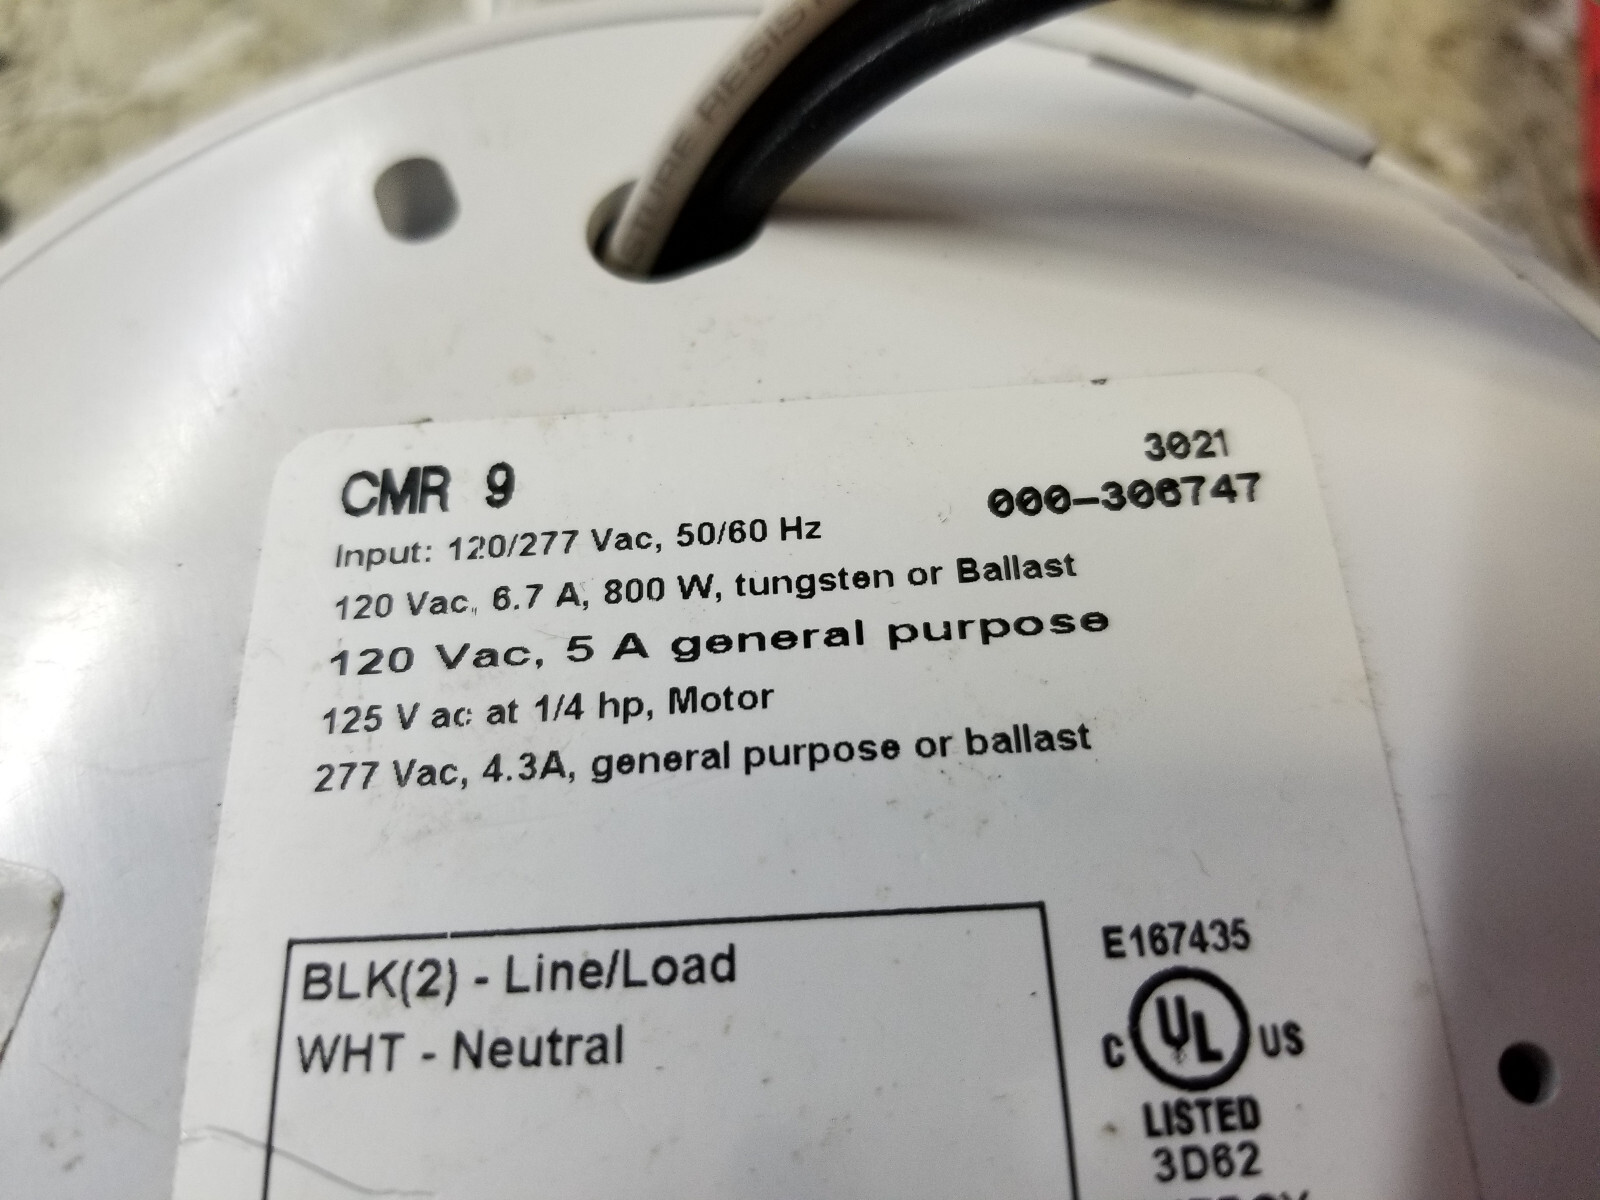 STURE RESIST
CMR 9
3021
000-306747
Input: 120/277 Vac, 50/60 Hz
120 Vac, 6.7 A, 800 W, tungsten or Ballast
120 Vac, 5 A general purpose
125 V ac at 1/4 hp, Motor
277 Vac, 4.3A, general purpose or ballast
BLK(2) - Line/Load
WHT - Neutral
E167435
C UL US
LISTED
3D62